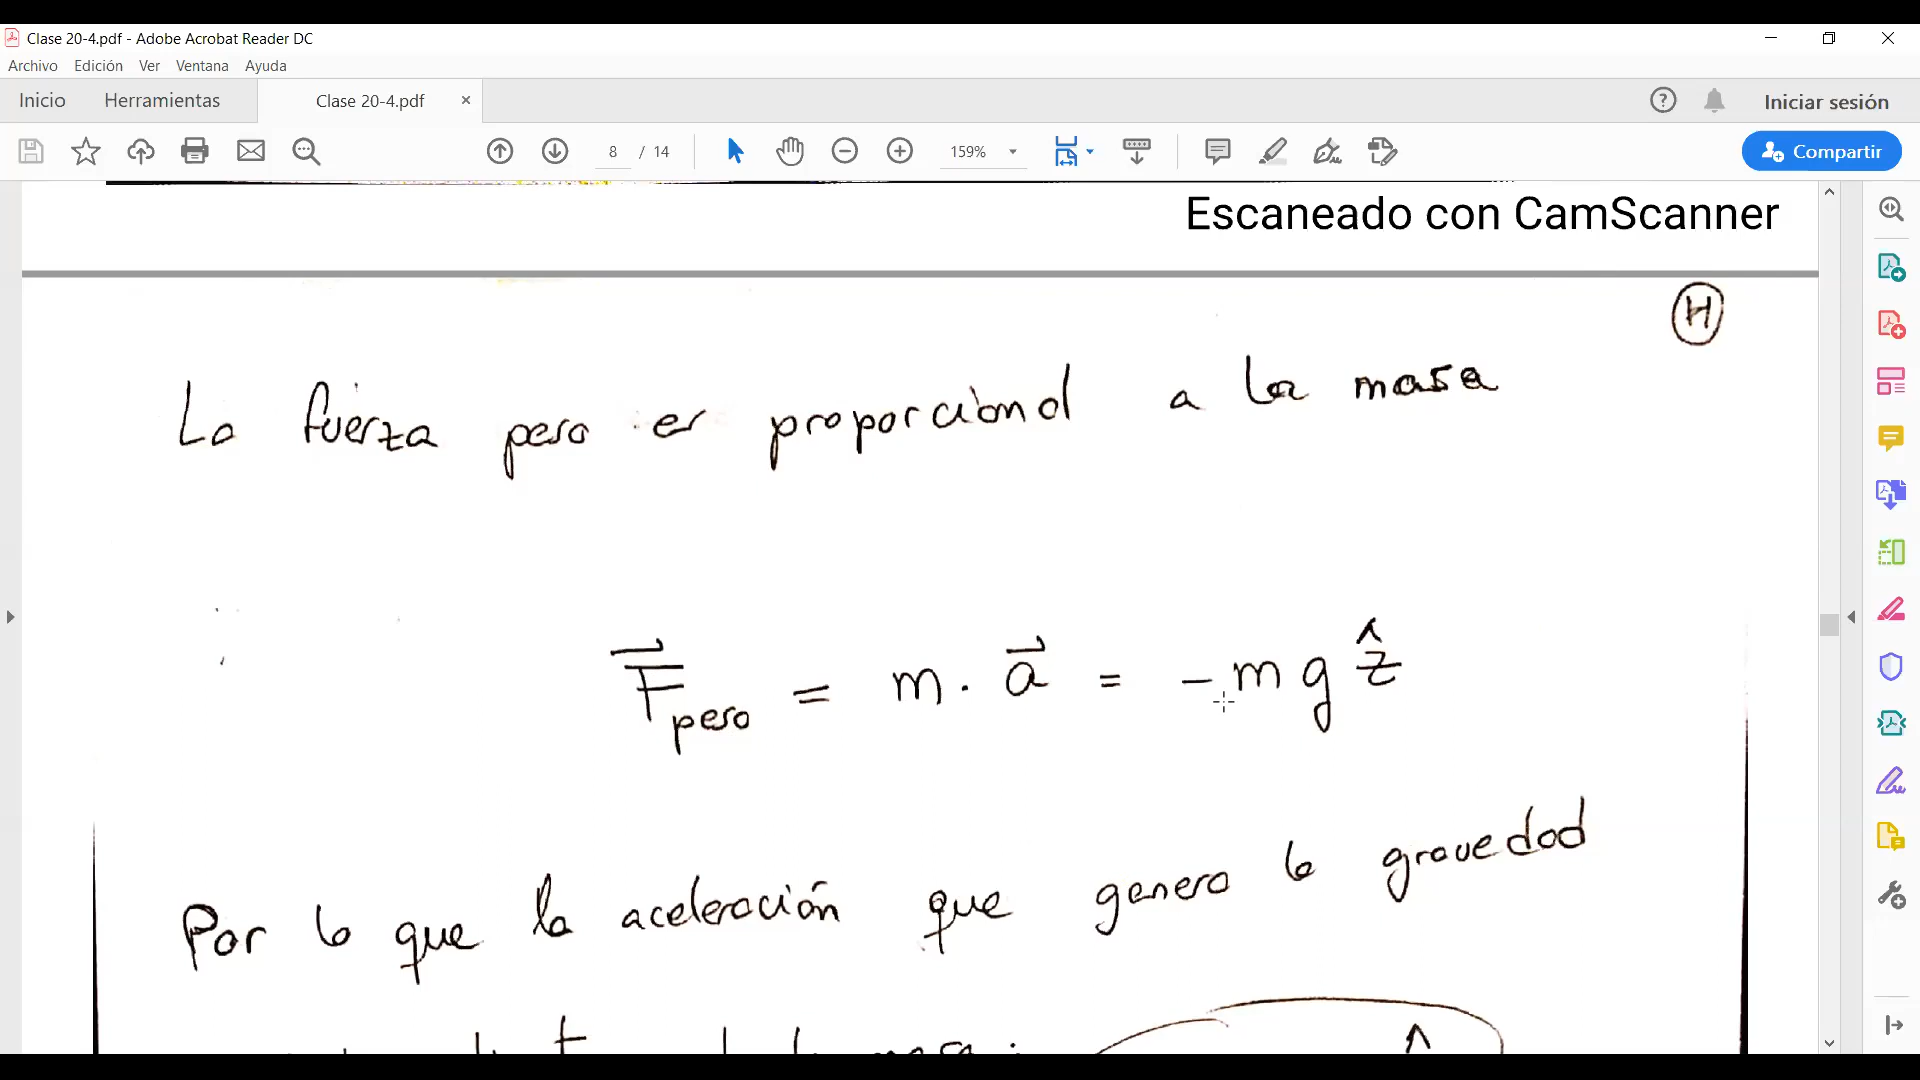 Clase 20-4.pdf - Adobe Acrobat Reader DC
Archivo Edición Ver Ventana Ayuda
Inicio Herramientas Clase 20-4.pdf Iniciar sesión
8 / 14 159% Compartir
Escaneado con CamScanner
H
La fuerza peso es proporcional a la masa
F⃗peso = m · a⃗ = - m g ẑ
Por lo que la aceleración que genera la gravedad